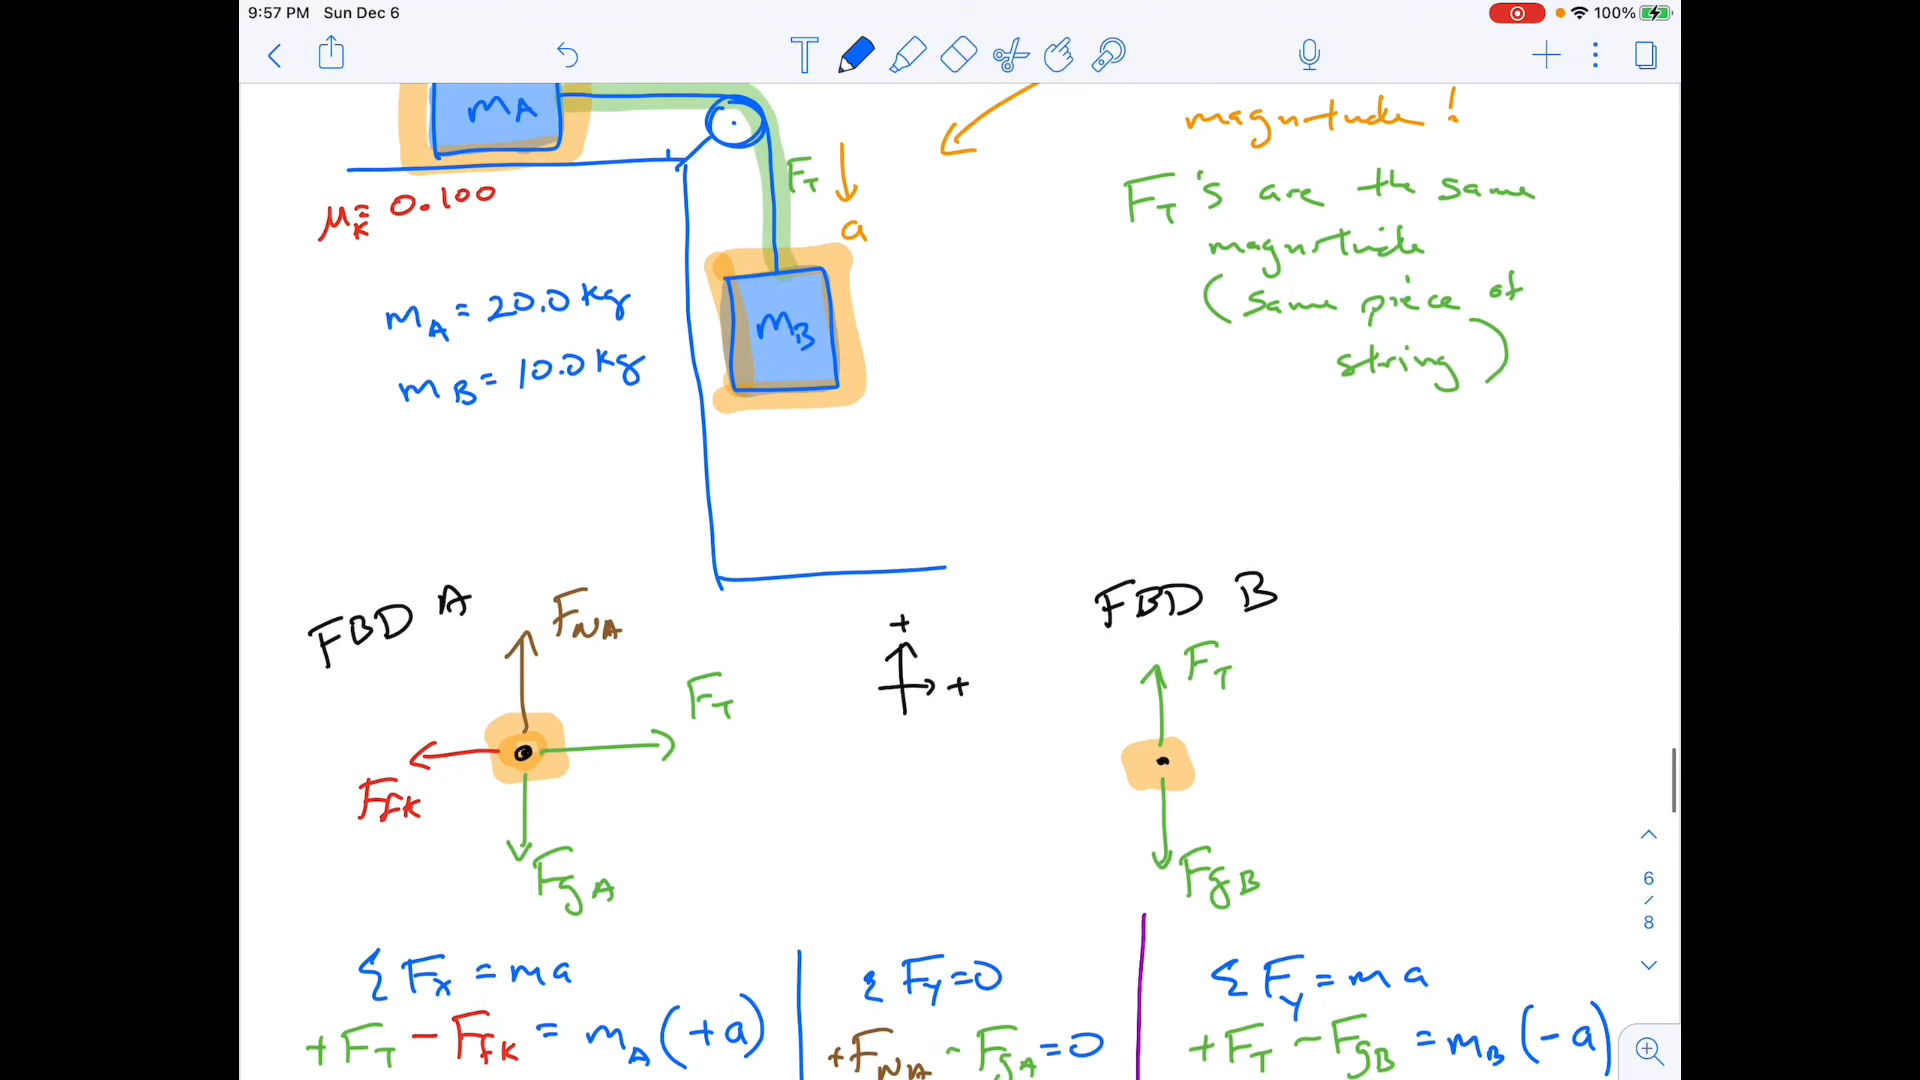 9:57 PM Sun Dec 6
100%
mA
magnitude!
FT
a
FT's are the same
magnitude
(same piece of
string)
μk = 0.100
mA = 20.0 kg
mB = 10.0 kg
mB
FBD A
FNA
FT
FfK
FgA
+
+
FBD B
FT
FgB
6
8
ΣFx = ma
+FT - FfK = mA(+a)
ΣFy = 0
+FNA - FgA = 0
ΣFy = ma
+FT - FgB = mB(-a)